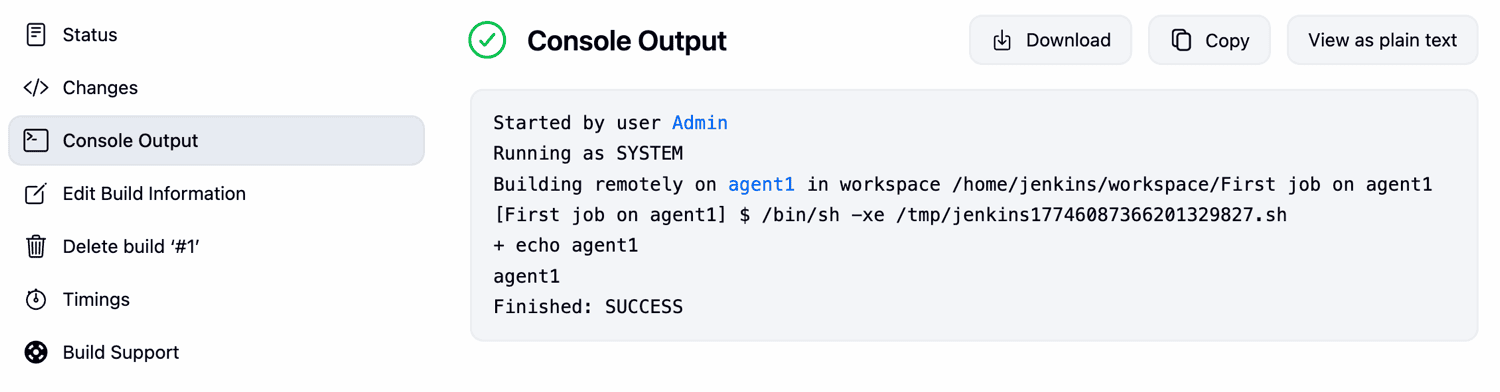 Status
Changes
Console Output
Edit Build Information
Delete build ‘#1’
Timings
Build Support
Console Output
Download
Copy
View as plain text
Started by user Admin
Running as SYSTEM
Building remotely on agent1 in workspace /home/jenkins/workspace/First job on agent1
[First job on agent1] $ /bin/sh -xe /tmp/jenkins17746087366201329827.sh
+ echo agent1
agent1
Finished: SUCCESS